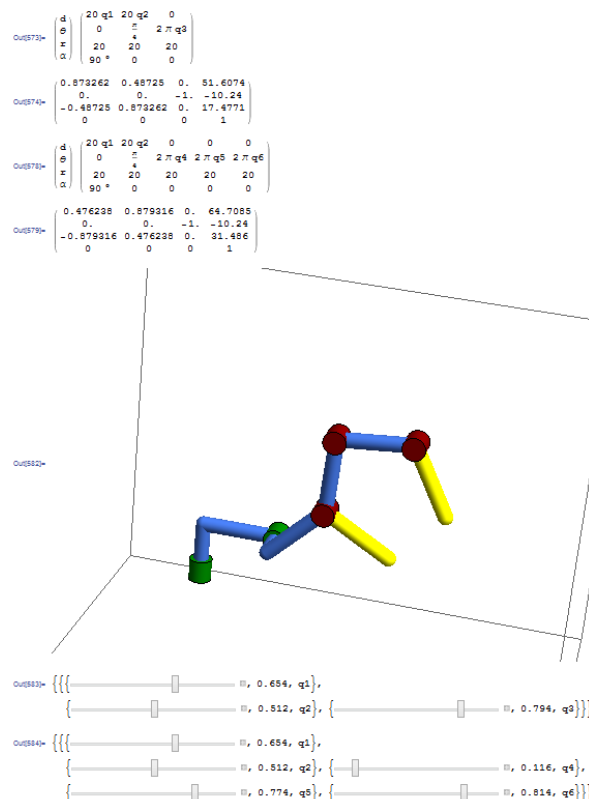 Out[573]=
d 20 q1 20 q2 0
θ 0 π/4 2 π q3
r 20 20 20
α 90 ° 0 0
Out[574]=
0.873262 0.48725 0. 51.6074
0. 0. -1. -10.24
-0.48725 0.873262 0. 17.4771
0 0 0 1
Out[578]=
d 20 q1 20 q2 0 0 0
θ 0 π/4 2 π q4 2 π q5 2 π q6
r 20 20 20 20 20
α 90 ° 0 0 0 0
Out[579]=
0.476238 0.879316 0. 64.7085
0. 0. -1. -10.24
-0.879316 0.476238 0. 31.486
0 0 0 1
Out[582]=
Out[583]= {{{ , 0.654, q1},
{ , 0.512, q2}, { , 0.794, q3}}}
Out[584]= {{{ , 0.654, q1},
{ , 0.512, q2}, { , 0.116, q4},
{ , 0.774, q5}, { , 0.814, q6}}}